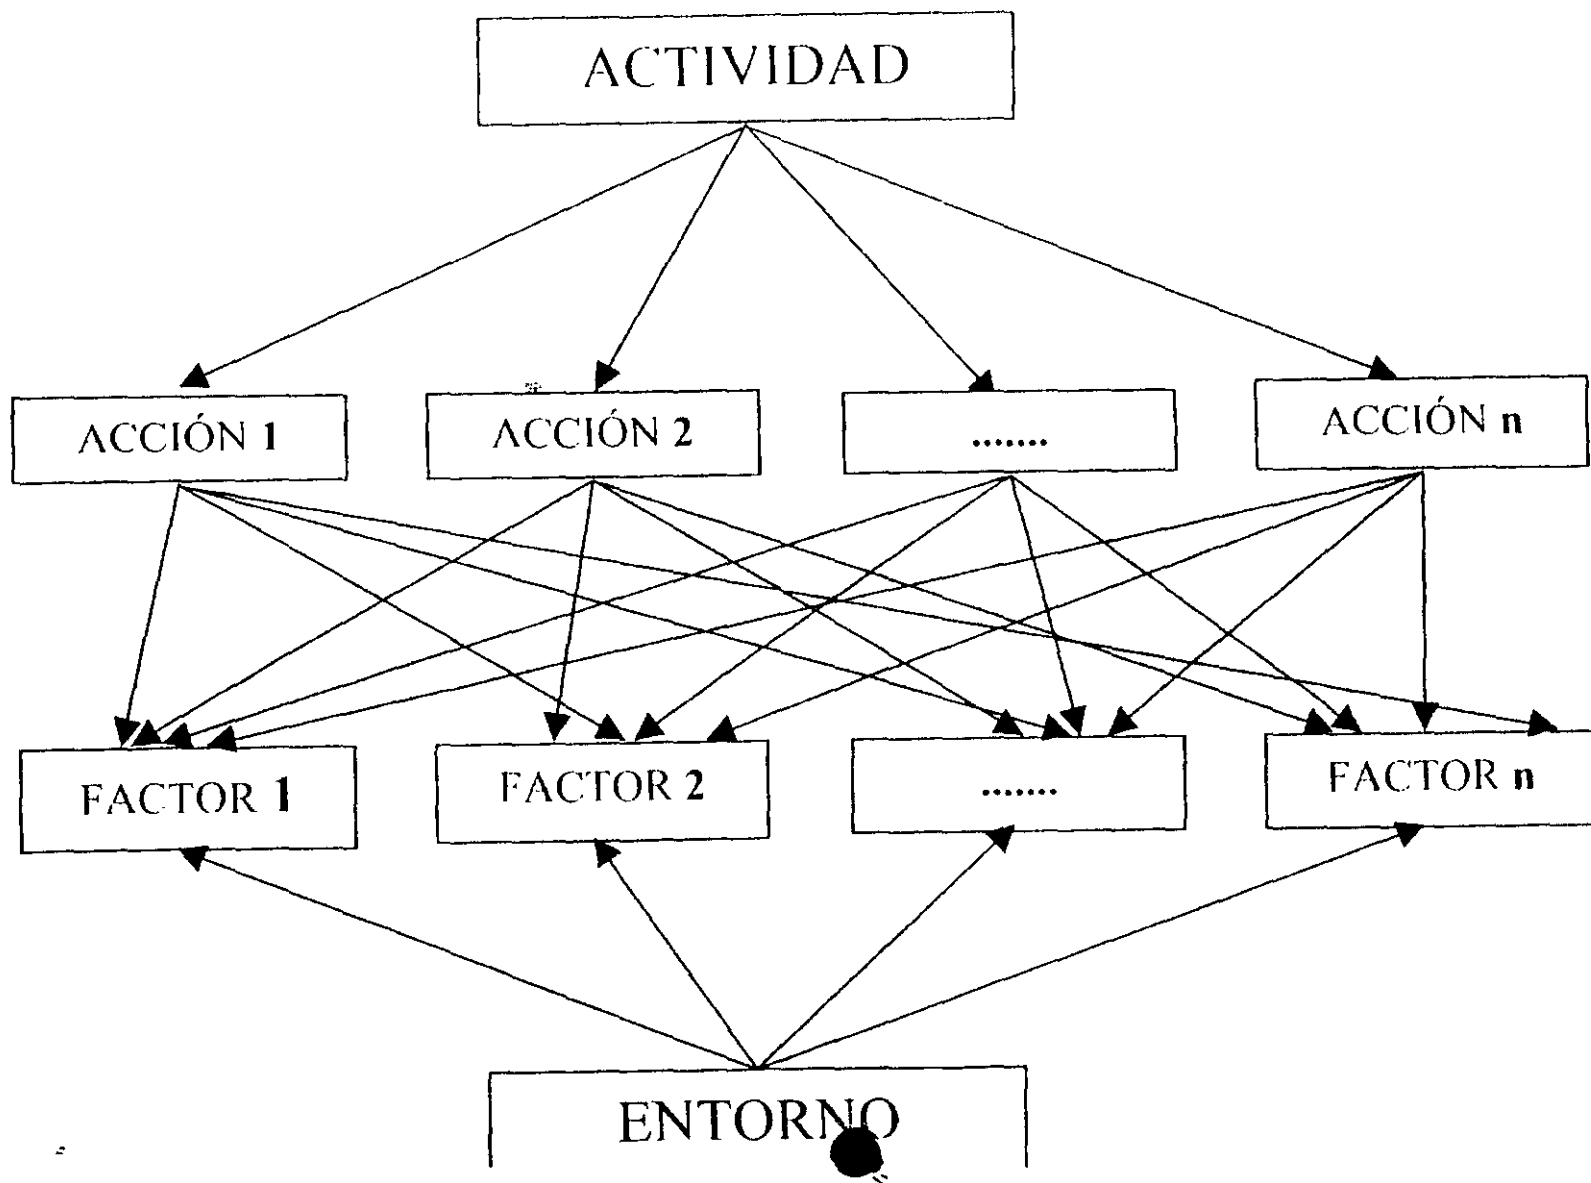 ACTIVIDAD
ACCIÓN 1
ACCIÓN 2
.......
ACCIÓN n
FACTOR 1
FACTOR 2
.......
FACTOR n
ENTORNO